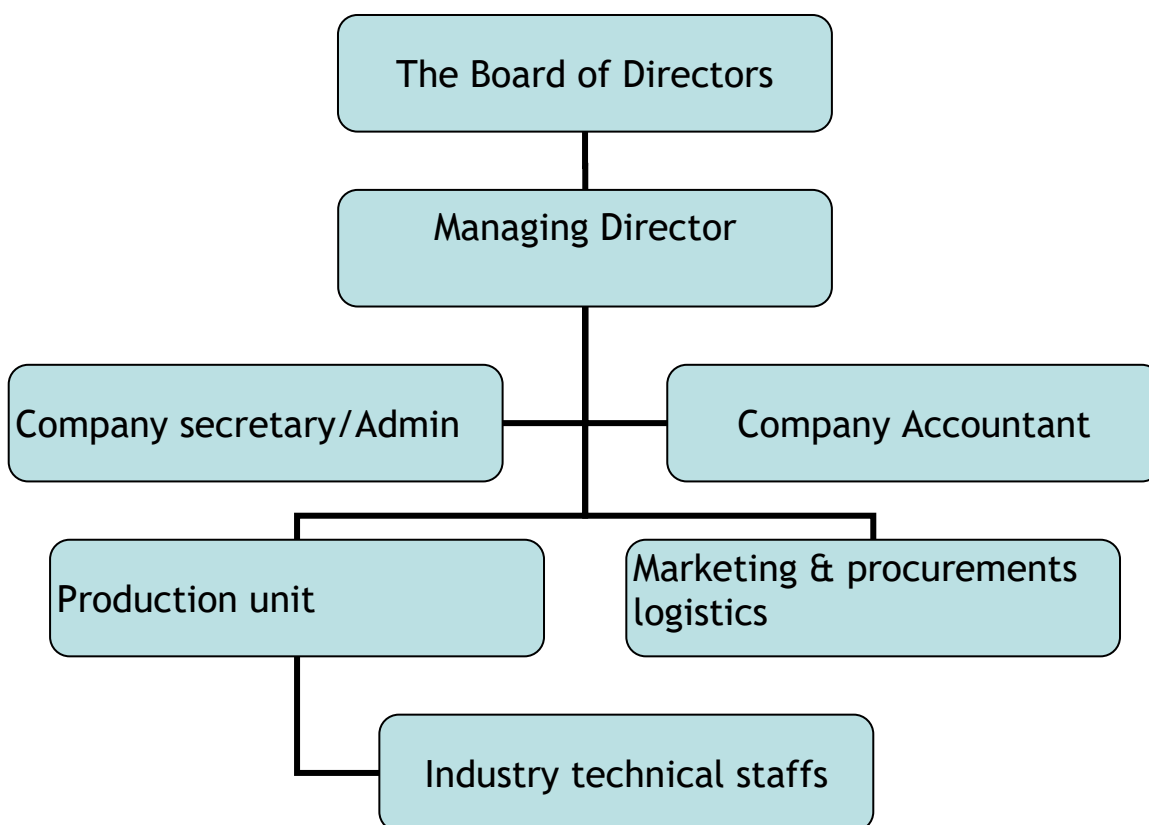 The Board of Directors
Managing Director
Company secretary/Admin
Company Accountant
Production unit
Marketing & procurements
logistics
Industry technical staffs